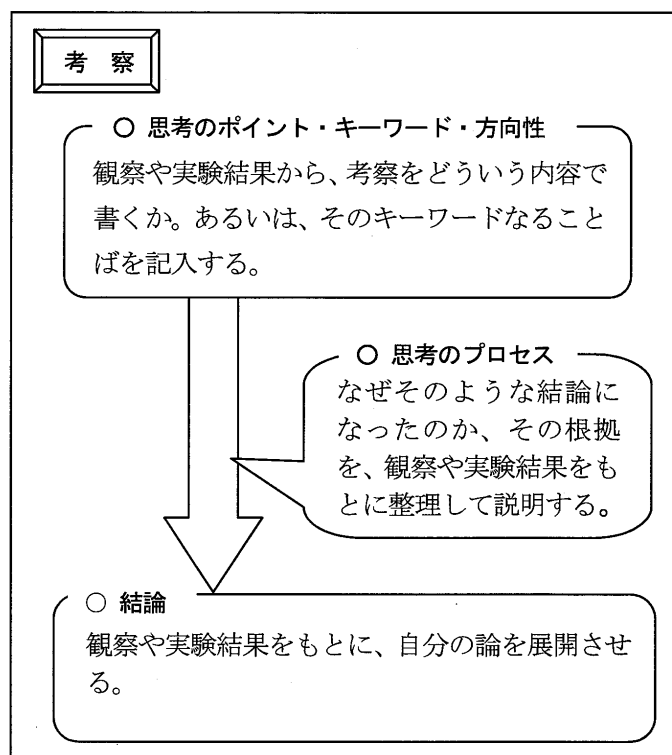 考 察
○ 思考のポイント・キーワード・方向性
観察や実験結果から、考察をどういう内容で
書くか。あるいは、そのキーワードなること
ばを記入する。
○ 思考のプロセス
なぜそのような結論に
なったのか、その根拠
を、観察や実験結果をも
とに整理して説明する。
○ 結論
観察や実験結果をもとに、自分の論を展開させ
る。